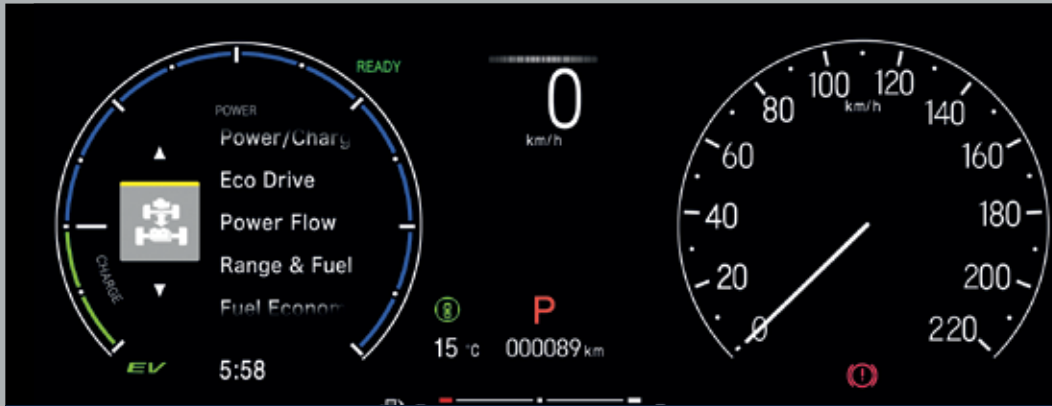 READY
POWER
Power/Charg
Eco Drive
Power Flow
Range & Fuel
Fuel Econom
CHARGE
EV
5:58
0
km/h
P
15 °C
000089 km
0
20
40
60
80
100
120
140
160
180
200
220
km/h